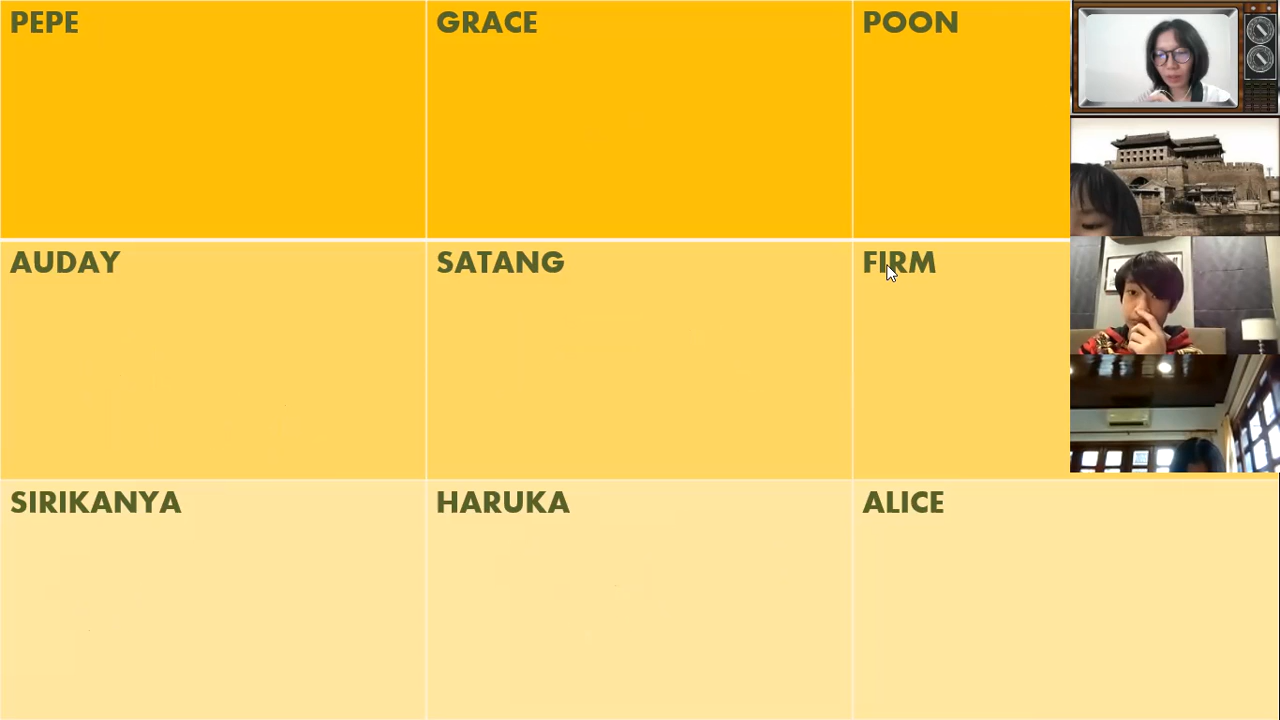 PEPE
GRACE
POON
AUDAY
SATANG
FIRM
SIRIKANYA
HARUKA
ALICE